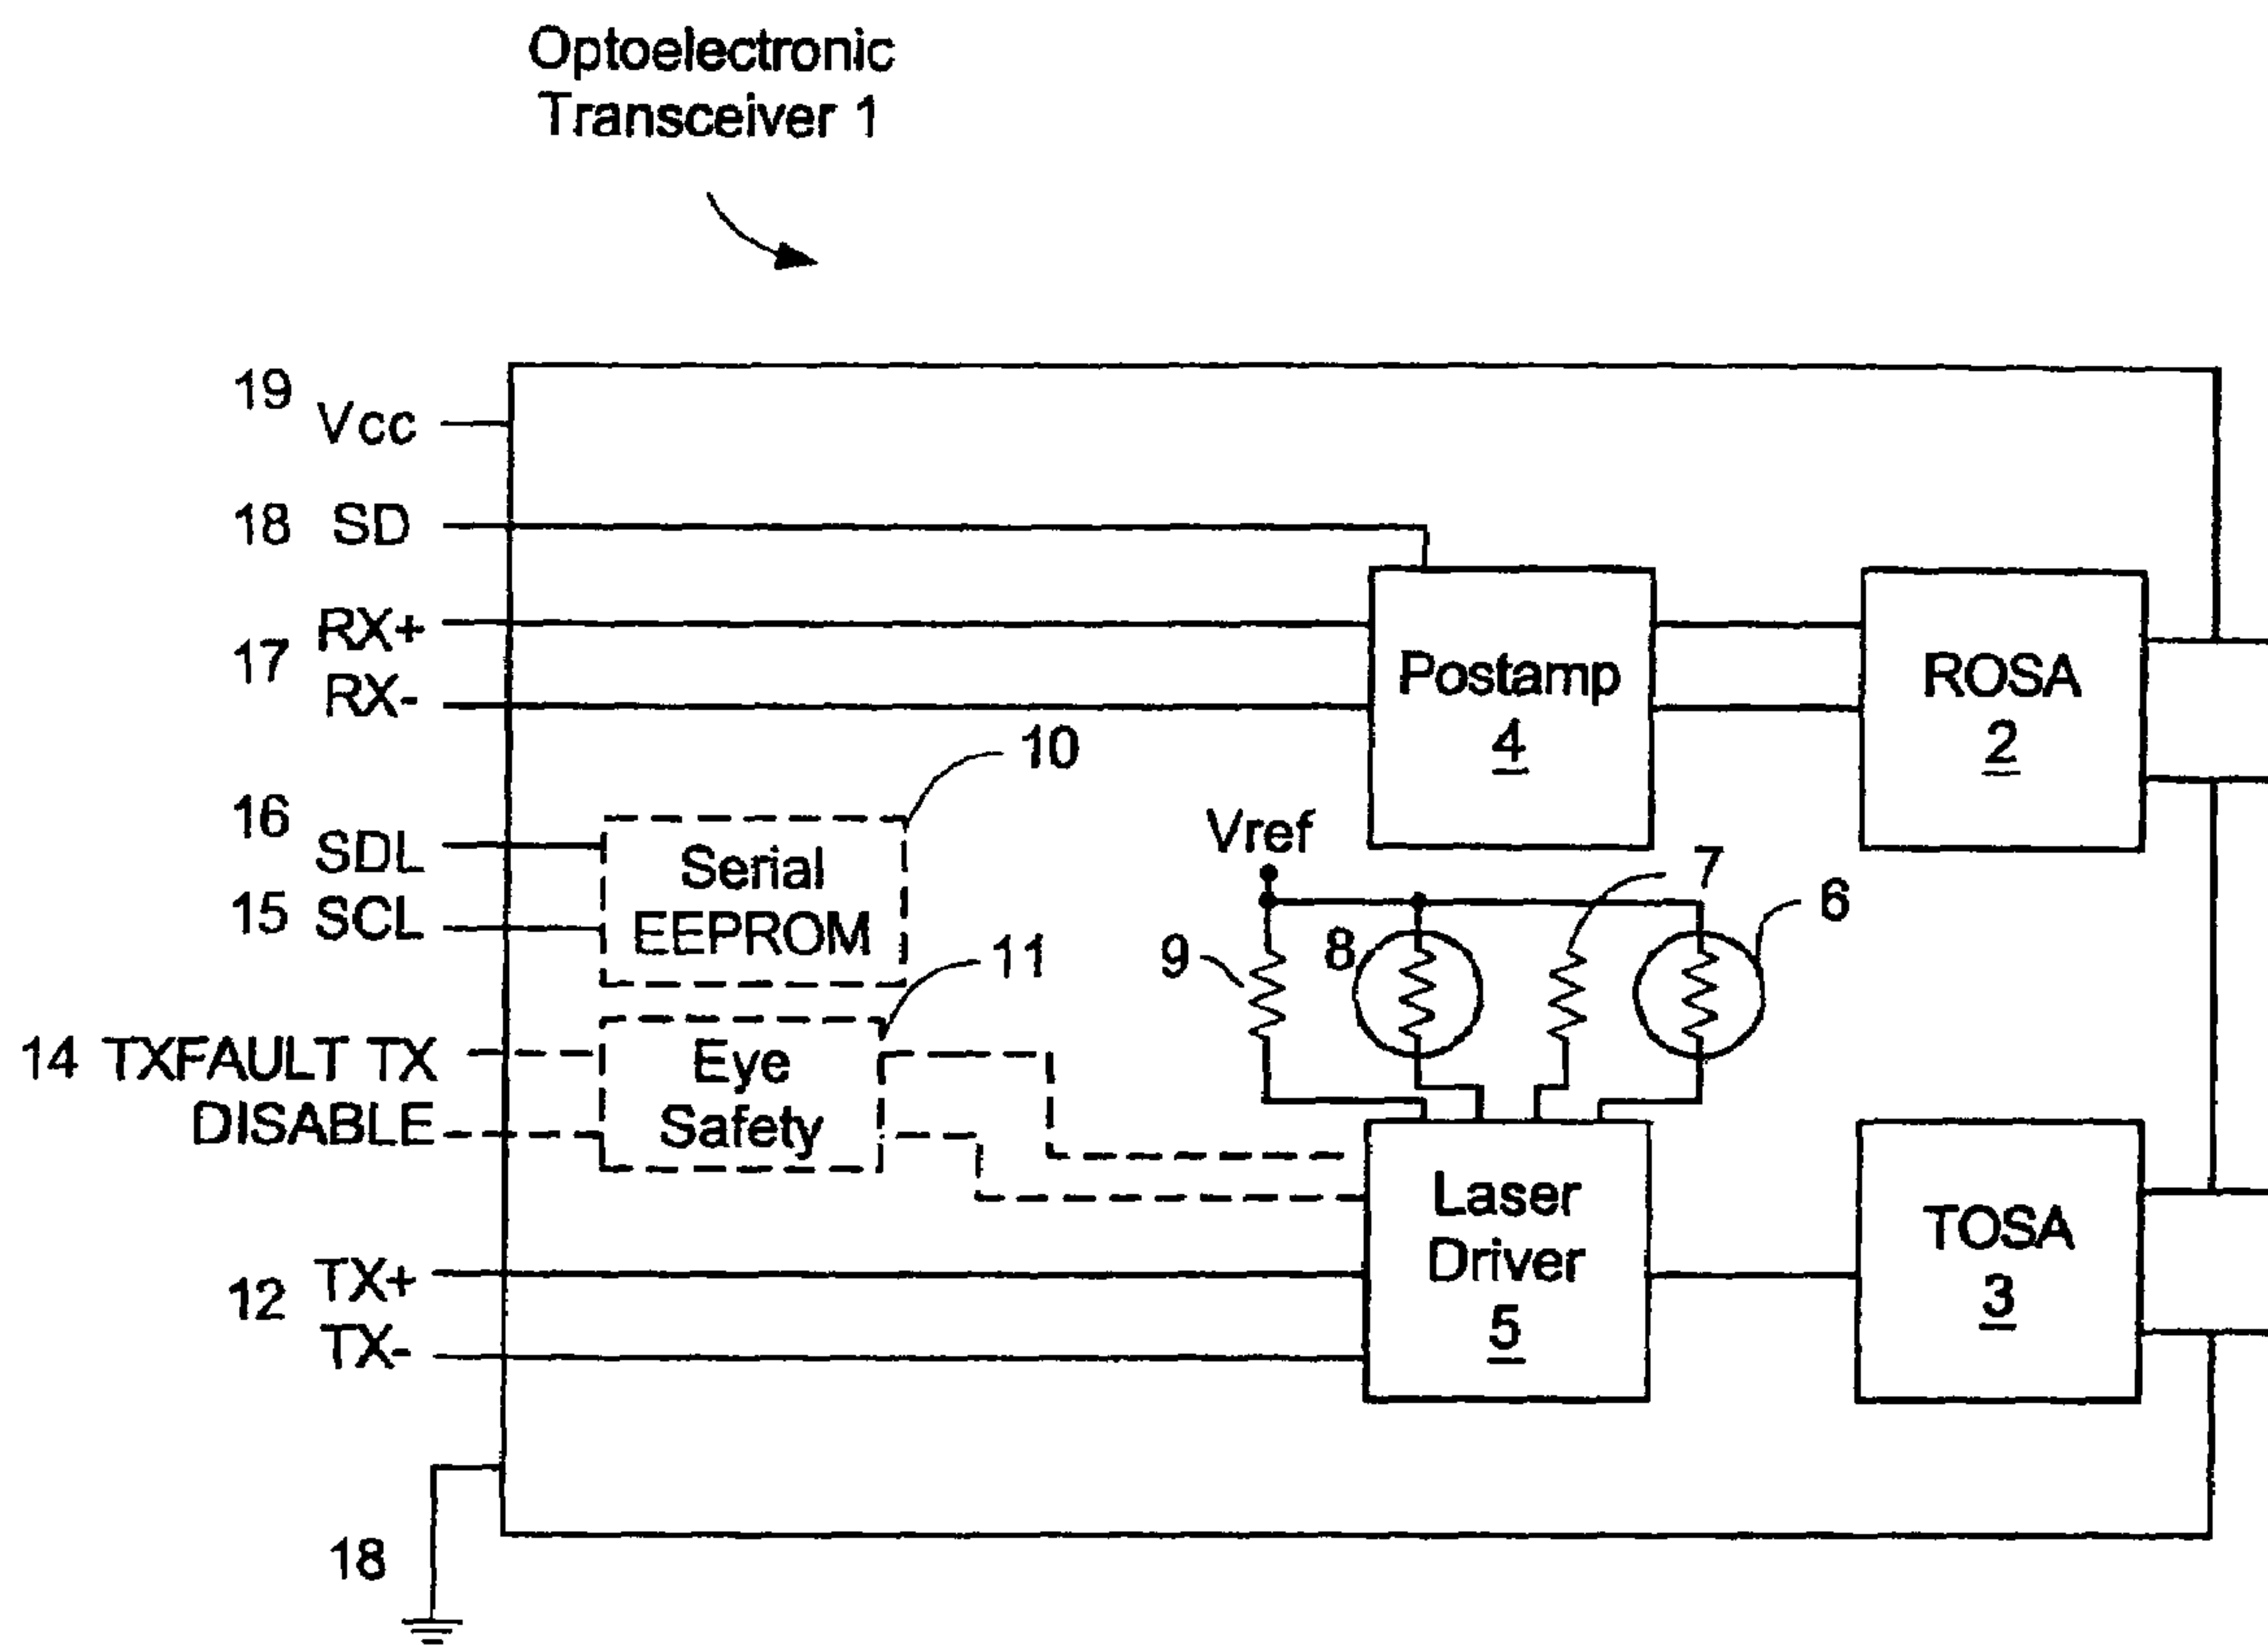 Optoelectronic
Transceiver 1
19
Vcc
18 SD
RX+
17
RX-
Postamp
4
ROSA
2
10
16
SDL
15 SCL
Serial
EEPROM
Vref
7
6
9
8
11
14 TXFAULT TX
DISABLE
Eye
Safety
Laser
Driver
5
TOSA
3
TX+
12
TX-
18